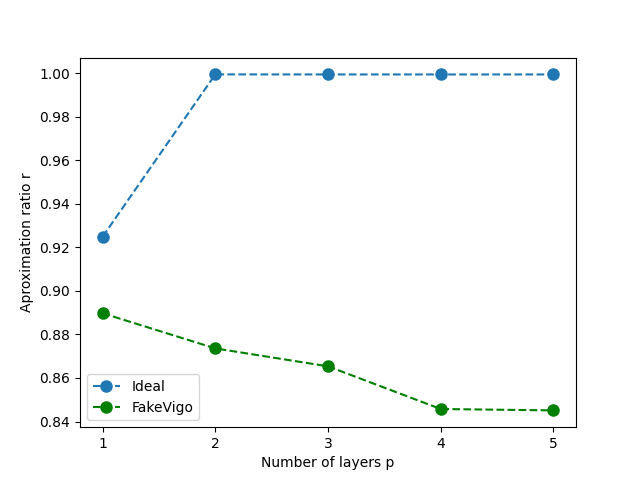 1.00
0.98
0.96
0.94
0.92
0.90
0.88
0.86
0.84
Aproximation ratio r
Ideal
FakeVigo
1 2 3 4 5
Number of layers p